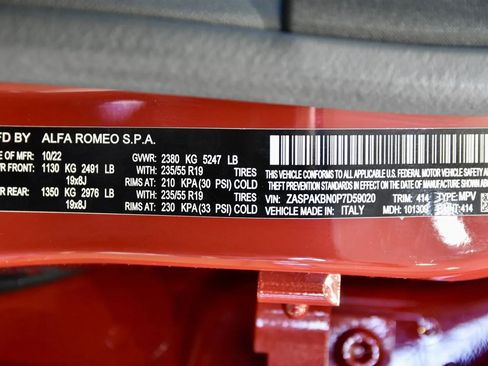 FD BY ALFA ROMEO S.P.A.
OF MFR: 10/22 GVWR: 2380 KG 5247 LB
R FRONT: 1130 KG 2491 LB WITH: 235/55 R19 TIRES
19x8J RIMS AT: 210 KPA (30 PSI) COLD
R REAR: 1350 KG 2976 LB WITH: 235/55 R19 TIRES
19x8J RIMS AT: 230 KPA (33 PSI) COLD
THIS VEHICLE CONFORMS TO ALL APPLICABLE U.S. FEDERAL MOTOR VEHICLE SAFETY
THEFT PREVENTION STANDARDS IN EFFECT ON THE DATE OF MANUFACTURE
VIN: ZASPAKBN0P7D59020 TRIM: 414 TYPE: MPV
VEHICLE MADE IN: ITALY MDH: 101309 PAINT: 414